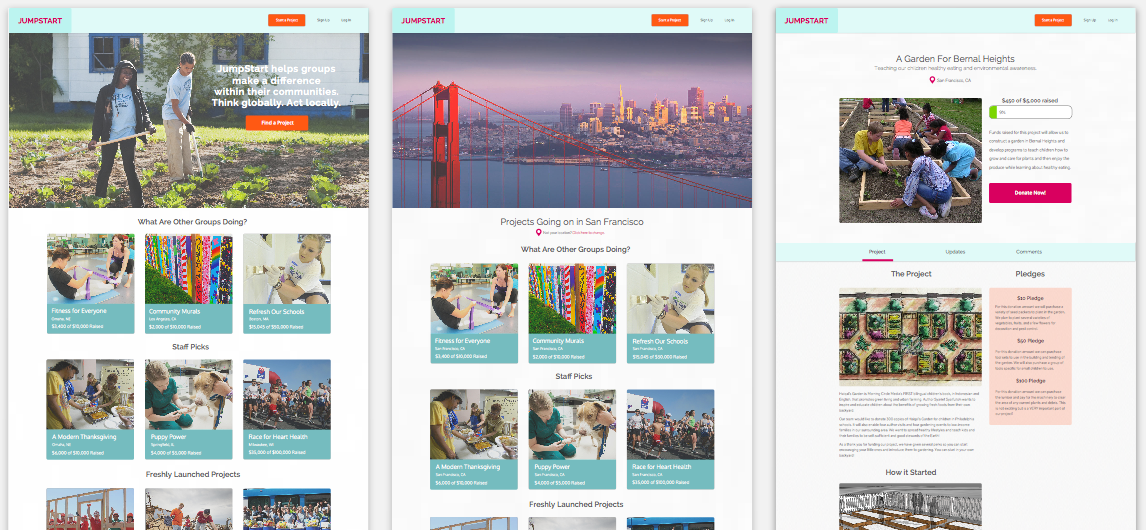 JUMPSTART
Start a Project
Sign Up
Log In
JumpStart helps groups
make a difference
within their communities.
Think globally. Act locally.
Find a Project
What Are Other Groups Doing?
Fitness for Everyone
Omaha, NE
$3,400 of $10,000 Raised
Community Murals
Los Angeles, CA
$2,000 of $10,000 Raised
Refresh Our Schools
Boston, MA
$15,045 of $50,000 Raised
Staff Picks
A Modern Thanksgiving
Omaha, NE
$6,000 of $10,000 Raised
Puppy Power
Springfield, IL
$4,000 of $5,000 Raised
Race for Heart Health
Milwaukee, WI
$35,000 of $100,000 Raised
Freshly Launched Projects
JUMPSTART
Start a Project
Sign Up
Log In
Projects Going on in San Francisco
Not your location? Click here to change.
What Are Other Groups Doing?
Fitness for Everyone
San Francisco, CA
$3,400 of $10,000 Raised
Community Murals
San Francisco, CA
$2,000 of $10,000 Raised
Refresh Our Schools
San Francisco, CA
$15,045 of $50,000 Raised
Staff Picks
A Modern Thanksgiving
San Francisco, CA
$6,000 of $10,000 Raised
Puppy Power
San Francisco, CA
$4,000 of $5,000 Raised
Race for Heart Health
San Francisco, CA
$35,000 of $100,000 Raised
Freshly Launched Projects
JUMPSTART
Start a Project
Sign Up
Log In
A Garden For Bernal Heights
Teaching our children healthy eating and environmental awareness.
San Francisco, CA
$450 of $5,000 raised
9%
Funds raised for this project will allow us to
construct a garden in Bernal Heights and
develop programs to teach children how to
grow and care for plants and then enjoy the
produce while learning about healthy eating.
Donate Now!
Project
Updates
Comments
The Project
Pledges
$10 Pledge
$50 Pledge
$100 Pledge
How it Started